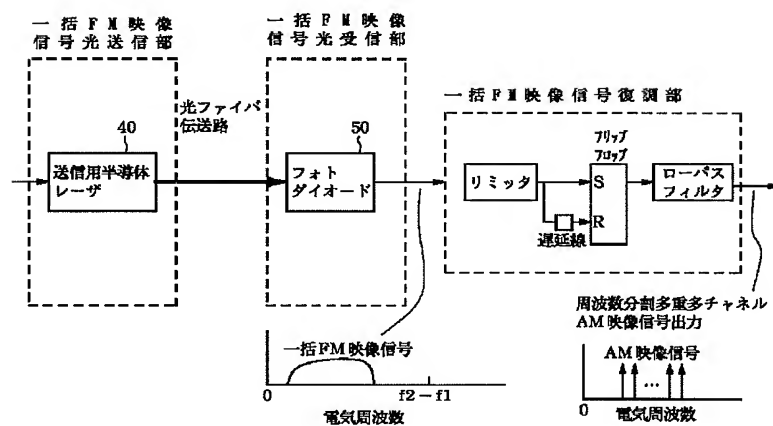 一括FM映像
信号光送信部
一括FM映像
信号光受信部
光ファイバ
伝送路
一括FM映像信号復調部
40
50
送信用半導体
レーザ
フォト
ダイオード
リミッタ
フリップ
フロップ
S
R
遅延線
ローパス
フィルタ
周波数分割多重多チャネル
AM映像信号出力
一括FM映像信号
0
f2−f1
電気周波数
AM映像信号
…
0
電気周波数